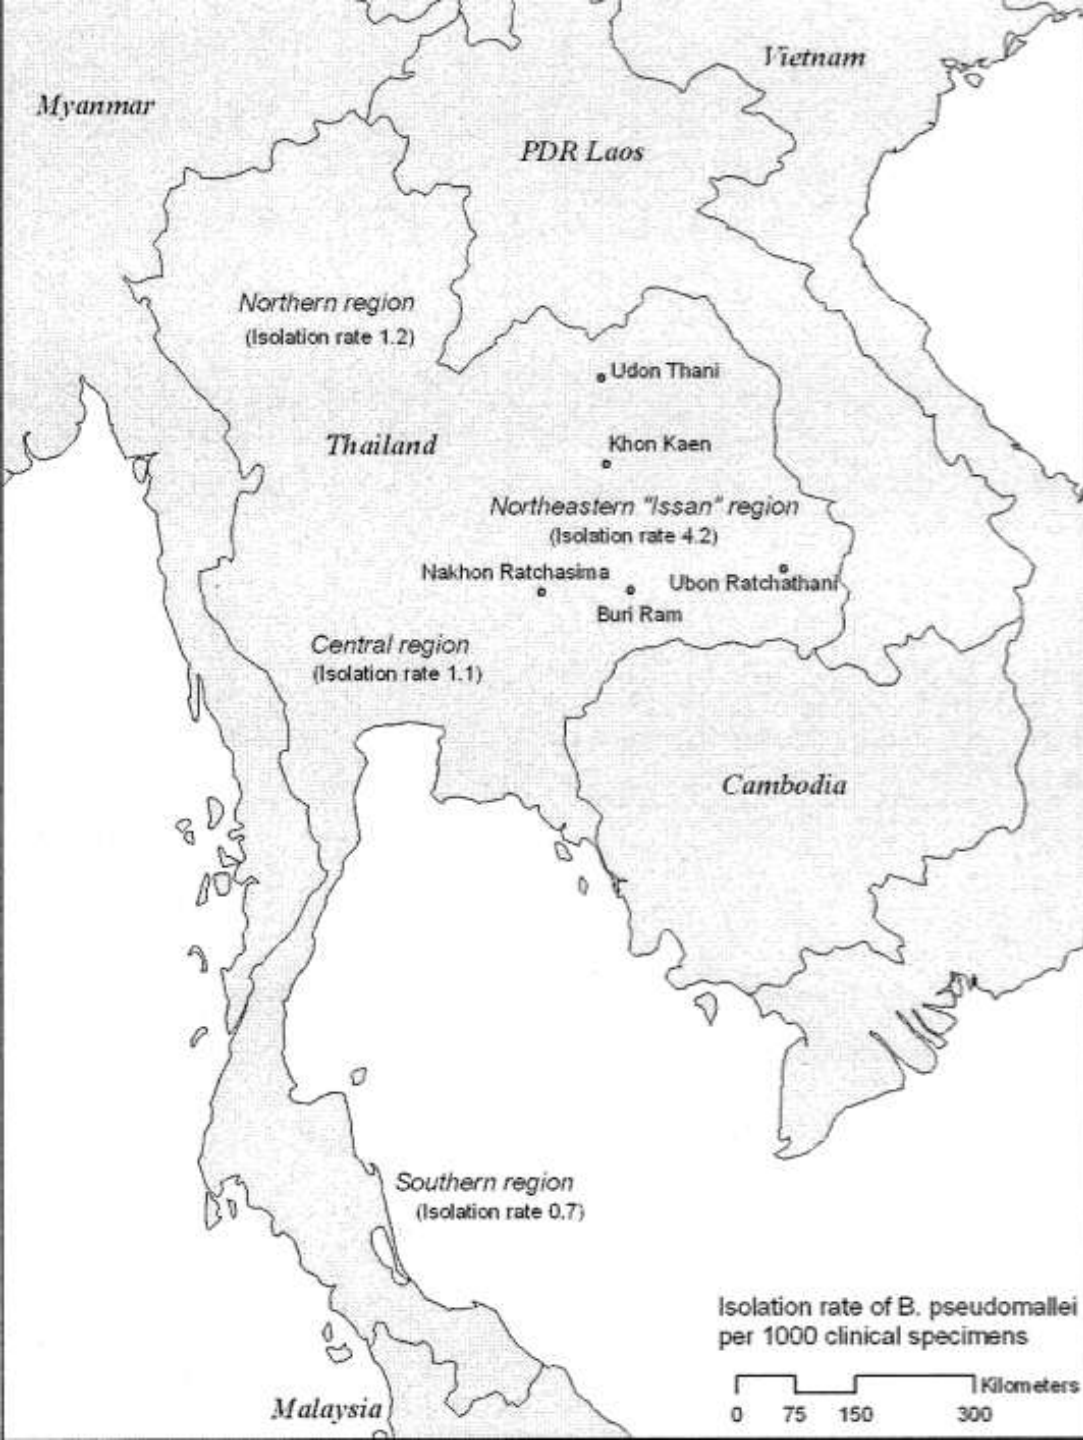 Vietnam
Myanmar
PDR Laos
Northern region
(Isolation rate 1.2)
Udon Thani
Thailand
Khon Kaen
Northeastern "Issan" region
(Isolation rate 4.2)
Nakhon Ratchasima
Ubon Ratchathani
Buri Ram
Central region
(Isolation rate 1.1)
Cambodia
Southern region
(Isolation rate 0.7)
Isolation rate of B. pseudomallei
per 1000 clinical specimens
Kilometers
0 75 150 300
Malaysia